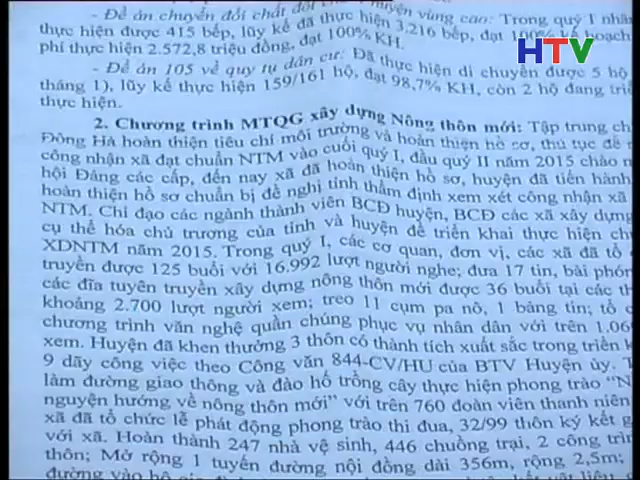 - Đề án chuyển đổi chất đốt vùng cao: Trong quý I nhân
thực hiện được 415 bếp, lũy kế đã thực hiện 3.216 bếp, đạt 100% kế hoạch
phí thực hiện 2.572,8 triệu đồng, đạt 100% KH.
HTV
- Đề án 105 về quy tụ dân cư: Đã thực hiện di chuyển được 5 hộ
tháng 1), lũy kế thực hiện 159/161 hộ, đạt 98,7% KH, còn 2 hộ đang triể
thực hiện.
2. Chương trình MTQG xây dựng Nông thôn mới: Tập trung ch
Đông Hà hoàn thiện tiêu chí môi trường và hoàn thiện hồ sơ, thủ tục đề n
công nhận xã đạt chuẩn NTM vào cuối quý I, đầu quý II năm 2015 chào n
hội Đảng các cấp, đến nay xã đã hoàn thiện hồ sơ, huyện đã tiến hành
hoàn thiện hồ sơ chuẩn bị đề nghị tỉnh thẩm định xem xét công nhận xã
NTM. Chỉ đạo các ngành thành viên BCĐ huyện, BCĐ các xã xây dựng
cụ thể hóa chủ trương của tỉnh và huyện để triển khai thực hiện ch
XDNTM năm 2015. Trong quý I, các cơ quan, đơn vị, các xã đã tổ
truyền được 125 buổi với 16.992 lượt người nghe; đưa 17 tin, bài phón
các đĩa tuyên truyền xây dựng nông thôn mới được 36 buổi tại các th
khoảng 2.700 lượt người xem; treo 11 cụm pa nô, 1 bảng tin; tổ c
chương trình văn nghệ quần chúng phục vụ nhân dân với trên 1.06
xem. Huyện đã khen thưởng 3 thôn có thành tích xuất sắc trong triển k
9 dãy công việc theo Công văn 844-CV/HU của BTV Huyện ủy. T
làm đường giao thông và đào hố trồng cây thực hiện phong trào “N
nguyện hướng về nông thôn mới” với trên 760 đoàn viên thanh niên
xã đã tổ chức lễ phát động phong trào thi đua, 32/99 thôn ký kết g
với xã. Hoàn thành 247 nhà vệ sinh, 446 chuồng trại, 2 công trìn
thôn; Mở rộng 1 tuyến đường nội đồng dài 356m, rộng 2,5m;